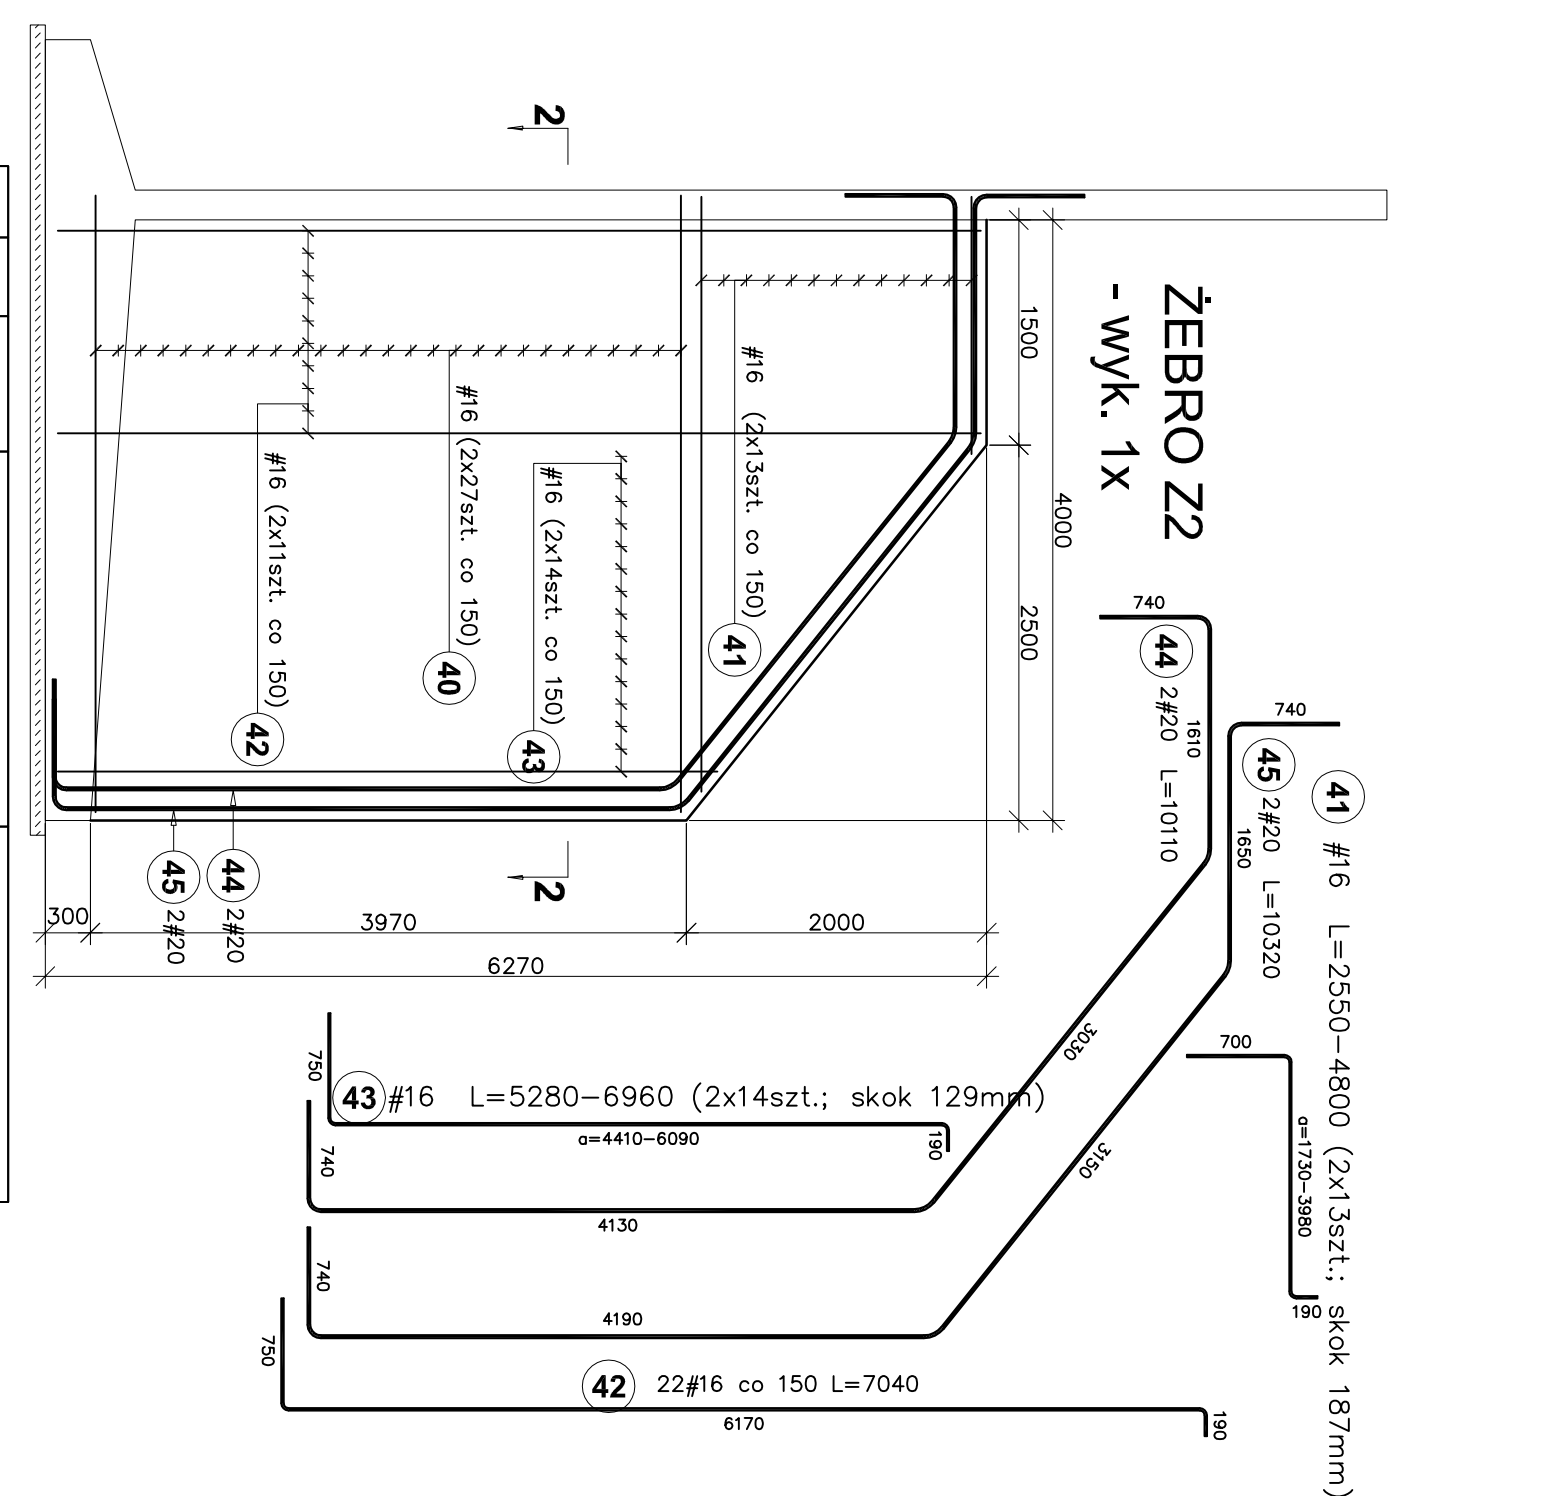 ŻEBRO Z2
- wyk. 1x
2
2
1500
2500
4000
#16 (2x13szt. co 150)
41
#16 (2x14szt. co 150)
43
#16 (2x27szt. co 150)
40
#16 (2x11szt. co 150)
42
44 2#20
45 2#20
300
3970
2000
6270
740
44 2#20 L=10110
1610
3030
4130
740
740
45 2#20 L=10320
1650
3150
4190
740
41 #16 L=2550-4800 (2x13szt.; skok 187mm)
700
a=1730-3980
190
43 #16 L=5280-6960 (2x14szt.; skok 129mm)
750
a=4410-6090
190
42 22#16 co 150 L=7040
750
6170
190